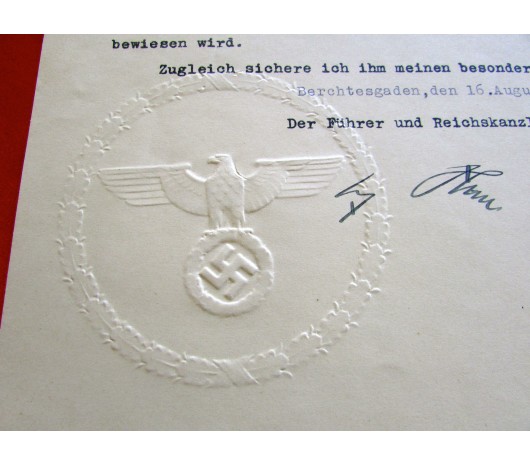 bewiesen wird.
Zugleich sichere ich ihm meinen besonder
Berchtesgaden,den 16.Augu
Der Führer und Reichskanzl